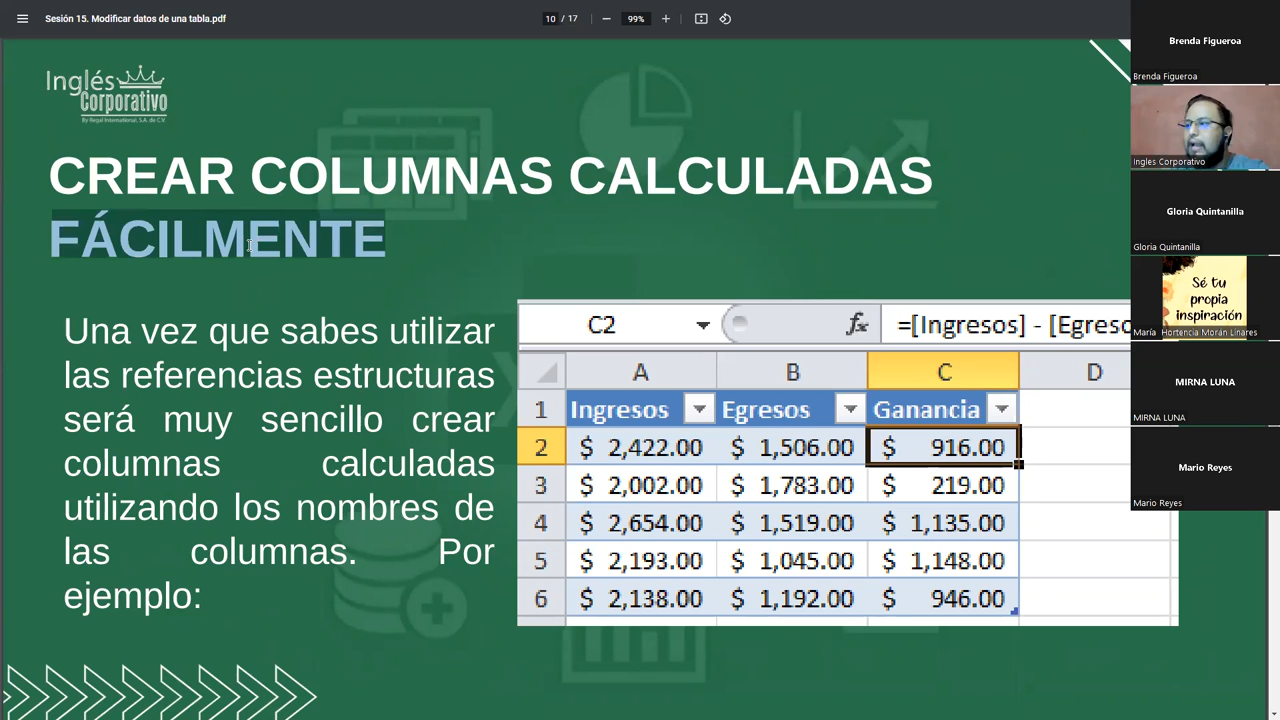 Sesión 15. Modificar datos de una tabla.pdf
10 / 17
99%
Inglés
Corporativo
By Regal International, S.A. de C.V.
CREAR COLUMNAS CALCULADAS
FÁCILMENTE
Una vez que sabes utilizar
las referencias estructuras
será muy sencillo crear
columnas calculadas
utilizando los nombres de
las columnas. Por
ejemplo:
C2 fx =[Ingresos] - [Egreso
A B C D
1 Ingresos Egresos Ganancia
2 $ 2,422.00 $ 1,506.00 $ 916.00
3 $ 2,002.00 $ 1,783.00 $ 219.00
4 $ 2,654.00 $ 1,519.00 $ 1,135.00
5 $ 2,193.00 $ 1,045.00 $ 1,148.00
6 $ 2,138.00 $ 1,192.00 $ 946.00
Brenda Figueroa
Brenda Figueroa
Ingles Corporativo
Gloria Quintanilla
Gloria Quintanilla
Sé tu
propia
inspiración
María Hortencia Morán Linares
MIRNA LUNA
MIRNA LUNA
Mario Reyes
Mario Reyes